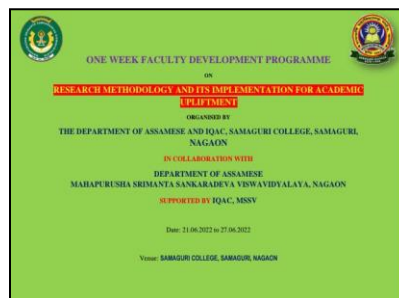 ONE WEEK FACULTY DEVELOPMENT PROGRAMME
ON
RESEARCH METHODOLOGY AND ITS IMPLEMENTATION FOR ACADEMIC
UPLIFTMENT
ORGANISED BY
THE DEPARTMENT OF ASSAMESE AND IQAC, SAMAGURI COLLEGE, SAMAGURI,
NAGAON
IN COLLABORATION WITH
DEPARTMENT OF ASSAMESE
MAHAPURUSHA SRIMANTA SANKARADEVA VISWAVIDYALAYA, NAGAON
SUPPORTED BY IQAC, MSSV
Date: 21.06.2022 to 27.06.2022
Venue: SAMAGURI COLLEGE, SAMAGURI, NAGAON